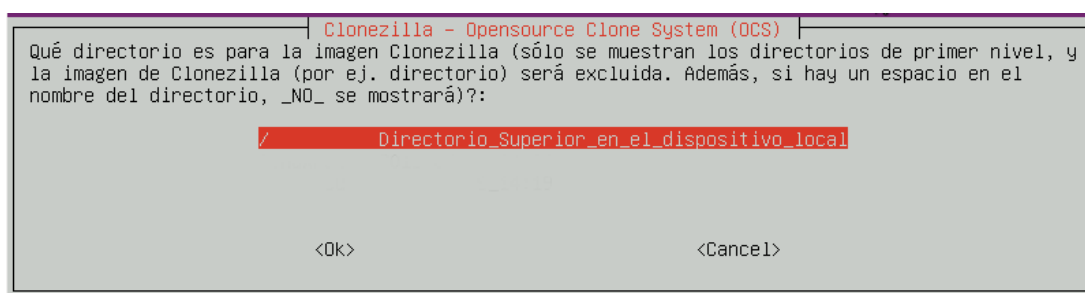 Clonezilla - Opensource Clone System (OCS)
Qué directorio es para la imagen Clonezilla (sólo se muestran los directorios de primer nivel, y
la imagen de Clonezilla (por ej. directorio) será excluida. Además, si hay un espacio en el
nombre del directorio, _NO_ se mostrará)?:
/ Directorio_Superior_en_el_dispositivo_local
<Ok> <Cancel>